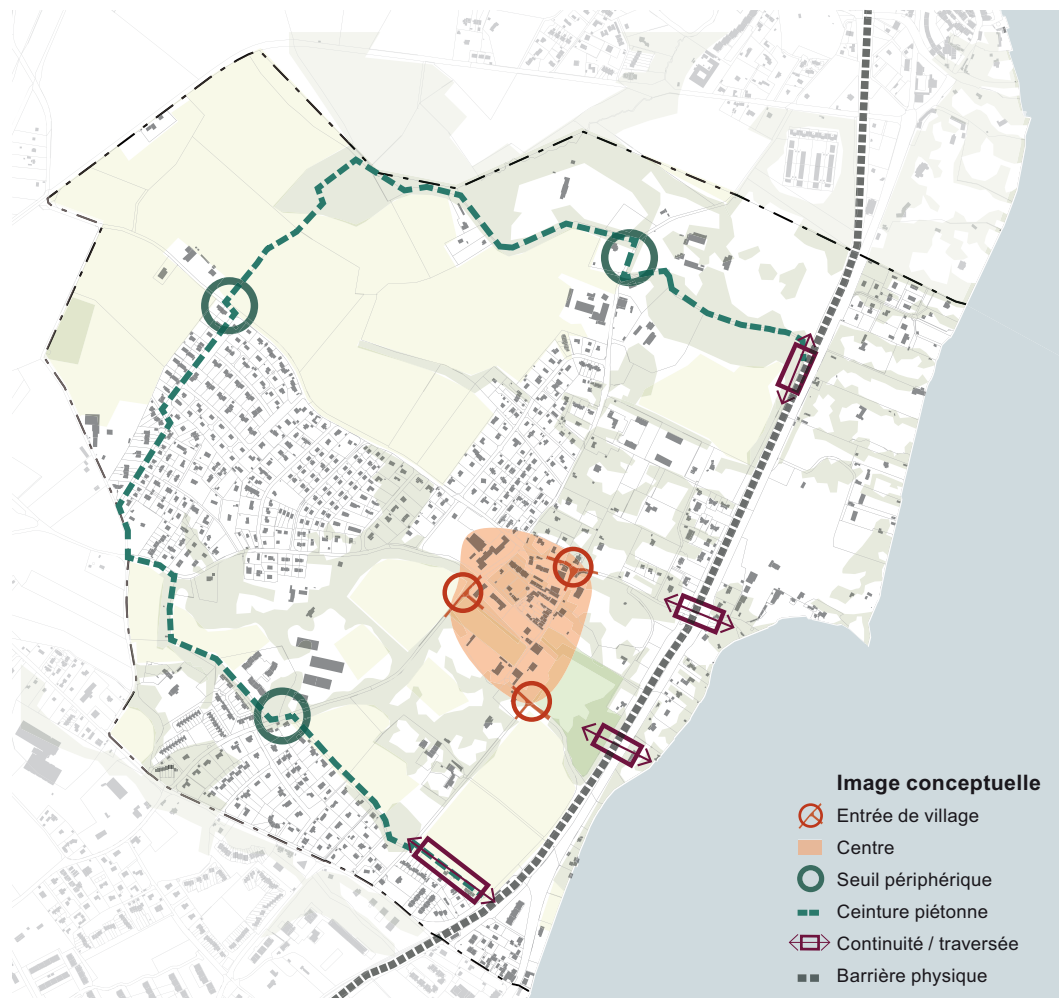 Image conceptuelle
Entrée de village
Centre
Seuil périphérique
Ceinture piétonne
Continuité / traversée
Barrière physique